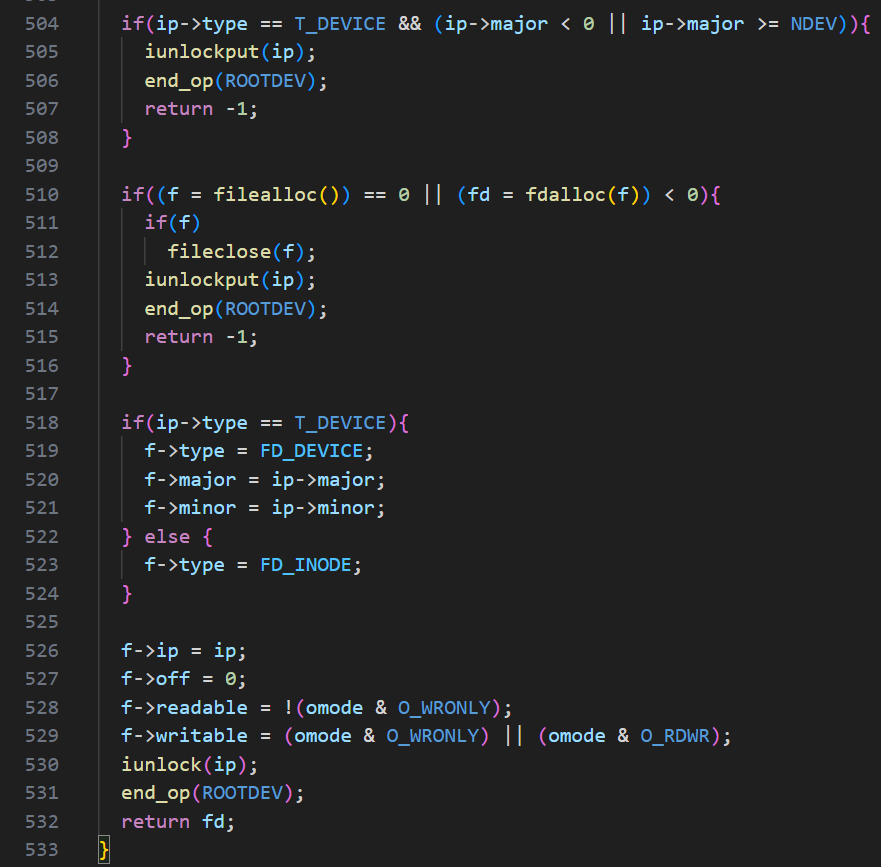 504 if(ip->type == T_DEVICE && (ip->major < 0 || ip->major >= NDEV)){
505 iunlockput(ip);
506 end_op(ROOTDEV);
507 return -1;
508 }
509
510 if((f = filealloc()) == 0 || (fd = fdalloc(f)) < 0){
511 if(f)
512 fileclose(f);
513 iunlockput(ip);
514 end_op(ROOTDEV);
515 return -1;
516 }
517
518 if(ip->type == T_DEVICE){
519 f->type = FD_DEVICE;
520 f->major = ip->major;
521 f->minor = ip->minor;
522 } else {
523 f->type = FD_INODE;
524 }
525
526 f->ip = ip;
527 f->off = 0;
528 f->readable = !(omode & O_WRONLY);
529 f->writable = (omode & O_WRONLY) || (omode & O_RDWR);
530 iunlock(ip);
531 end_op(ROOTDEV);
532 return fd;
533 }